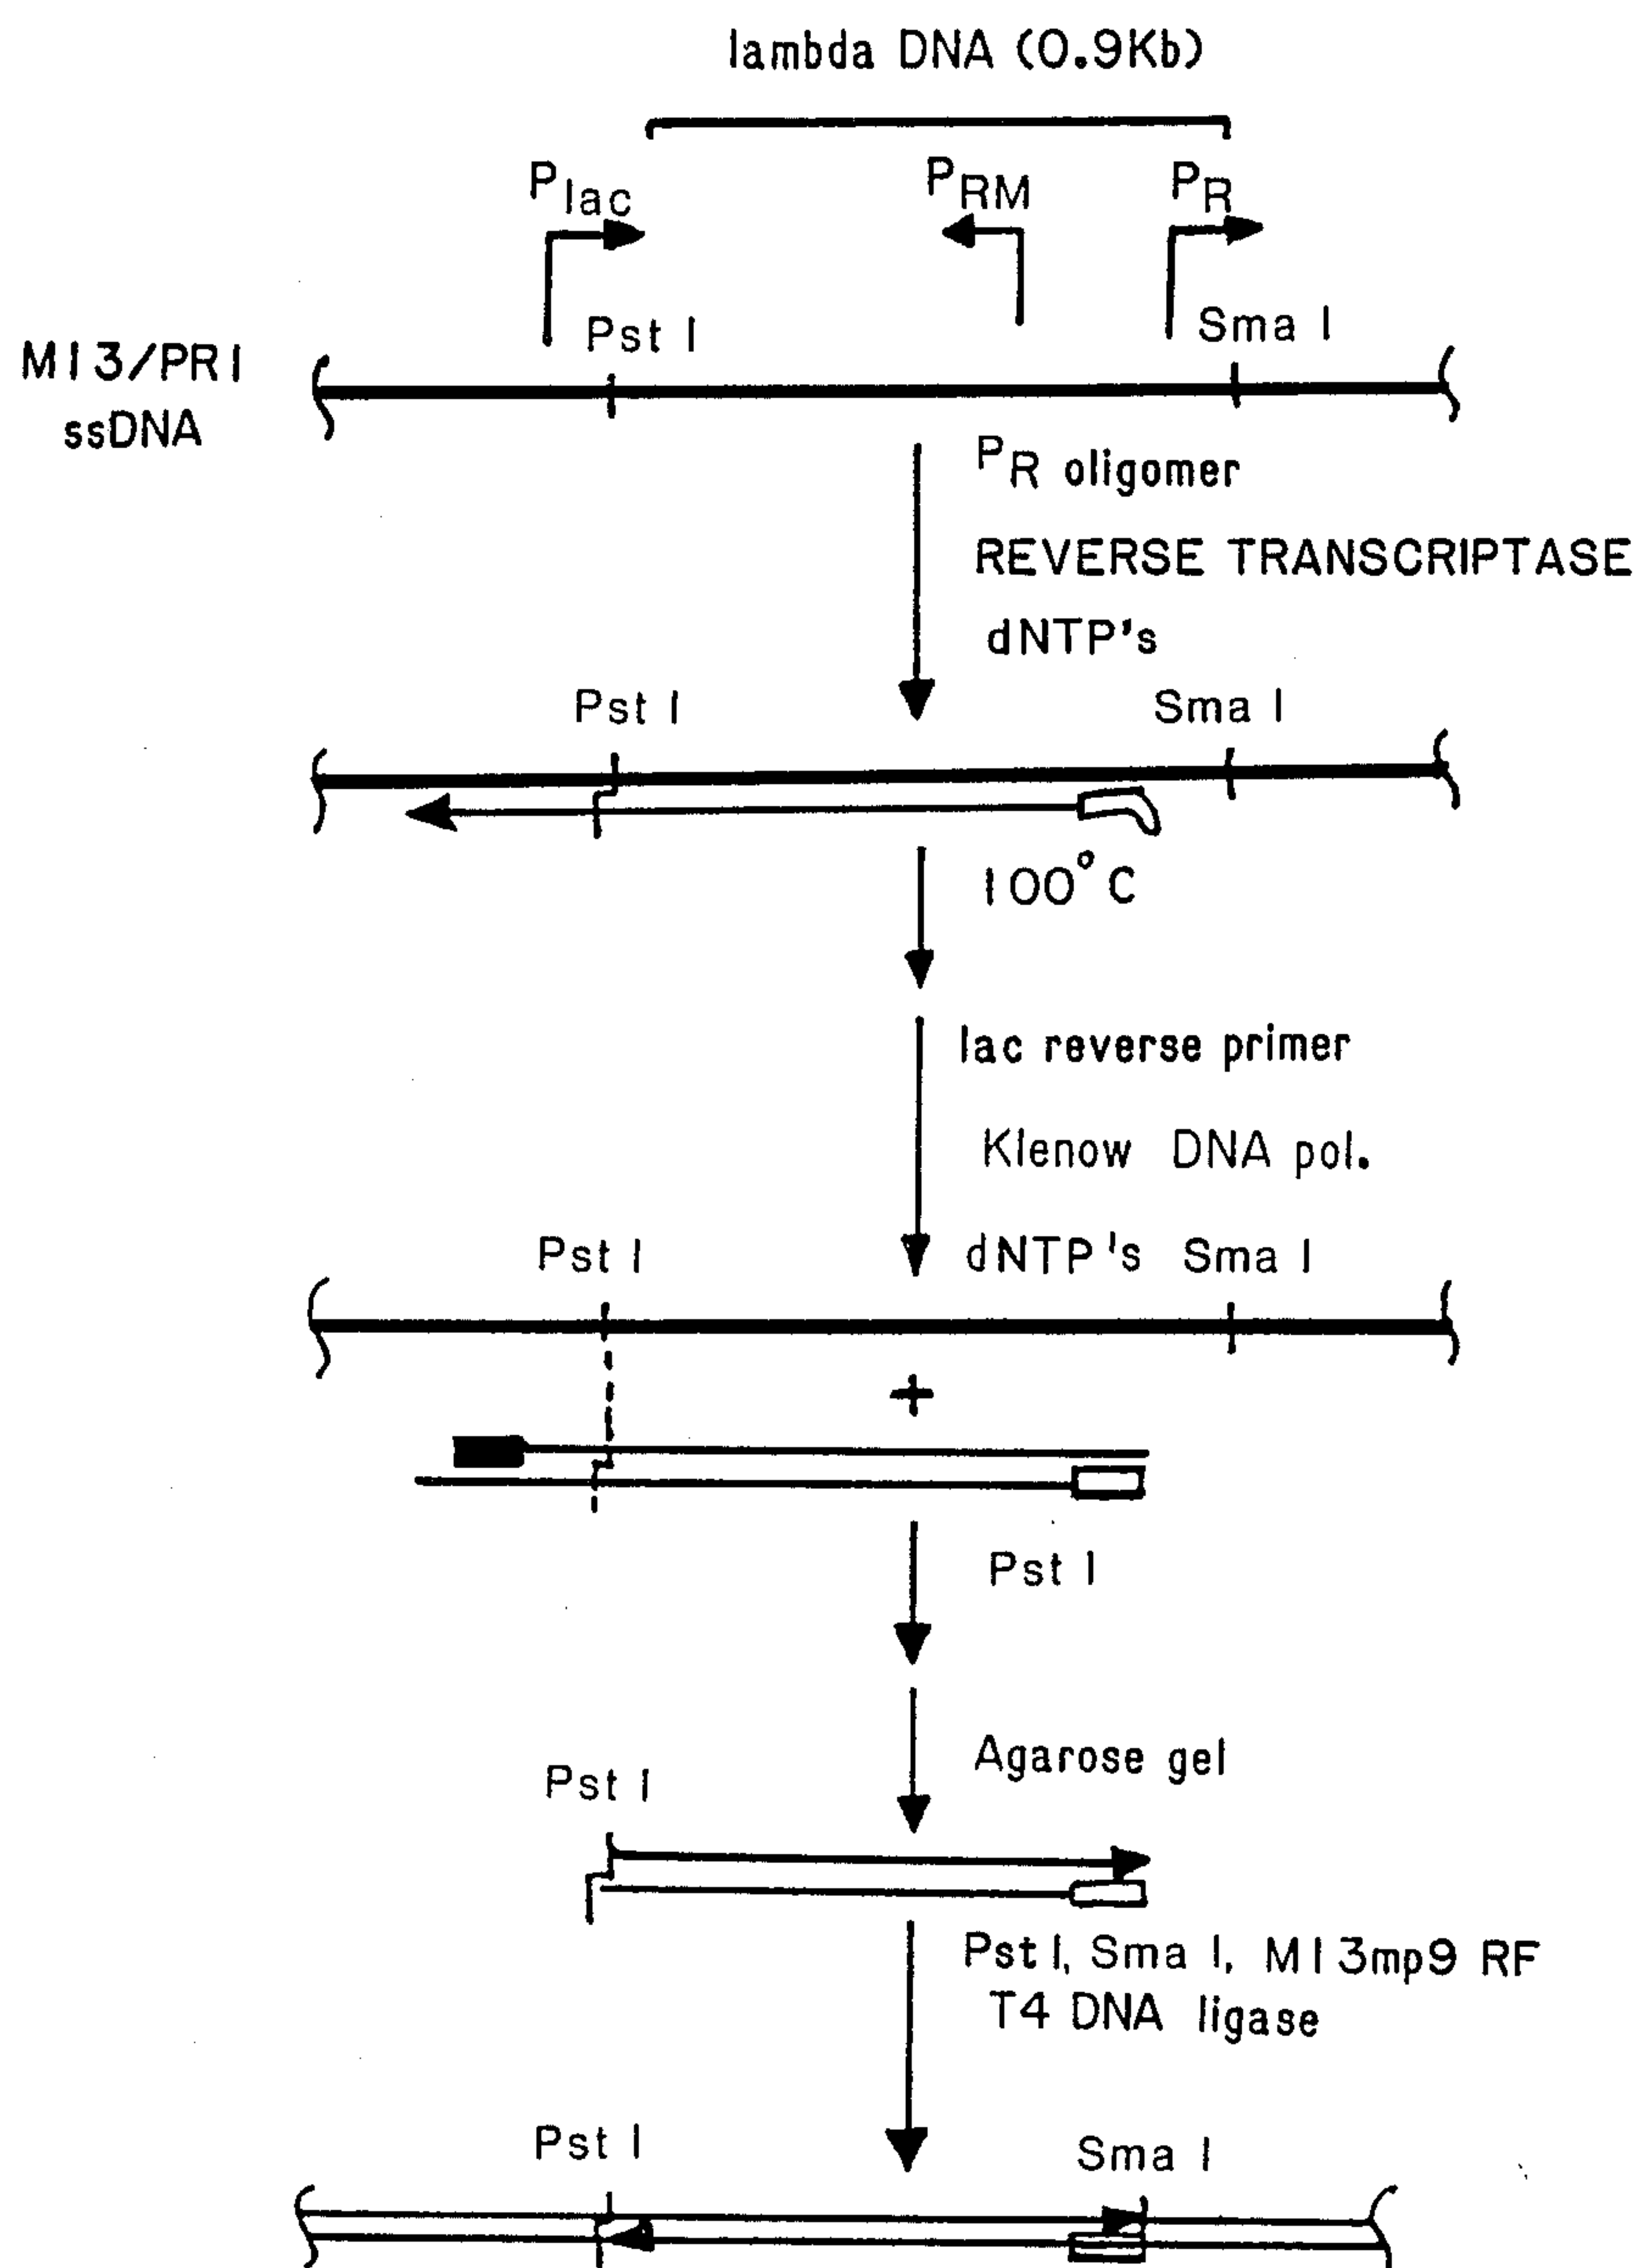 lambda DNA (0.9Kb)
Plac
PRM
PR
Pst I
Sma I
M13/PR1
ssDNA
PR oligomer
REVERSE TRANSCRIPTASE
dNTP's
Pst I
Sma I
100°C
lac reverse primer
Klenow DNA pol.
Pst I
dNTP's Sma I
+
Pst I
Agarose gel
Pst I
Pst I, Sma I, M13mp9 RF
T4 DNA ligase
Pst I
Sma I